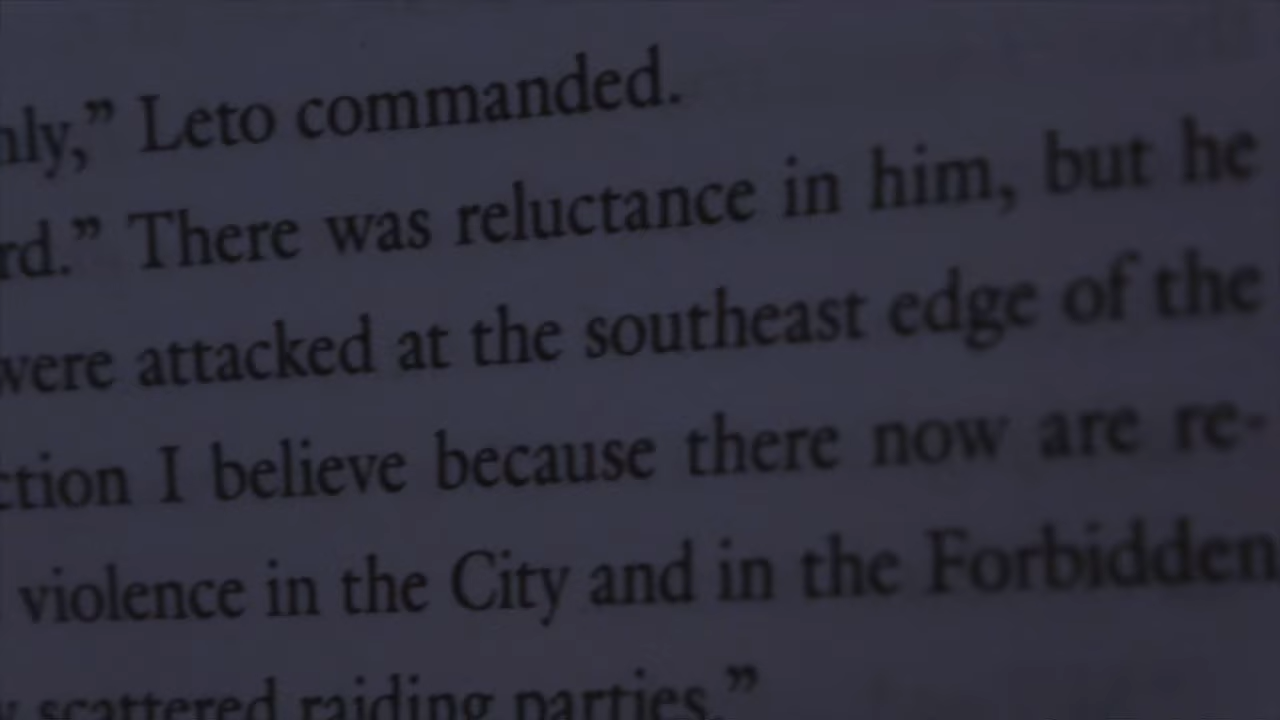 nly,” Leto commanded.
rd.” There was reluctance in him, but he
were attacked at the southeast edge of the
ction I believe because there now are re-
violence in the City and in the Forbidden
y scattered raiding parties.”